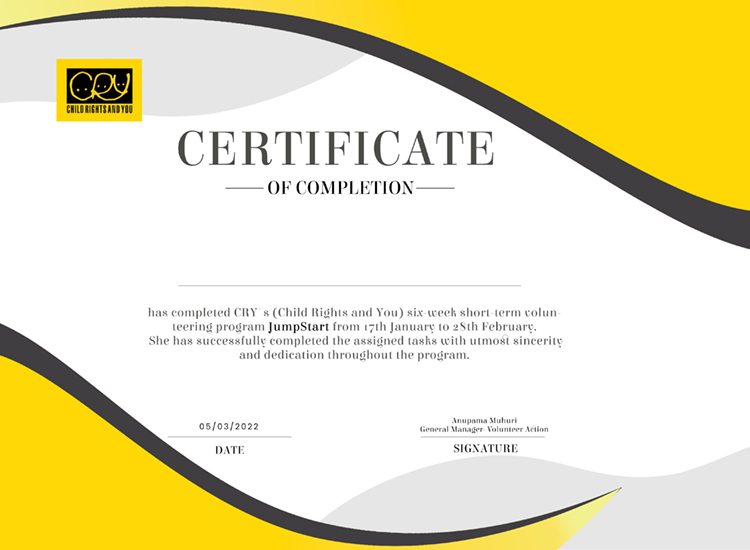 CRY
CHILD RIGHTS AND YOU
CERTIFICATE
OF COMPLETION
has completed CRY s (Child Rights and You) six-week short-term volun-
teering program JumpStart from 17th January to 28th February.
She has successfully completed the assigned tasks with utmost sincerity
and dedication throughout the program.
05/03/2022
DATE
Anupama Muhuri
General Manager- Volunteer Action
SIGNATURE